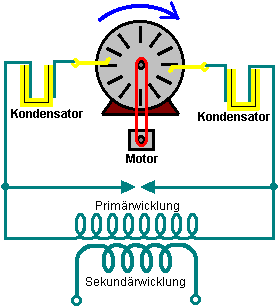 Kondensator
Kondensator
Motor
Primärwicklung
Sekundärwicklung